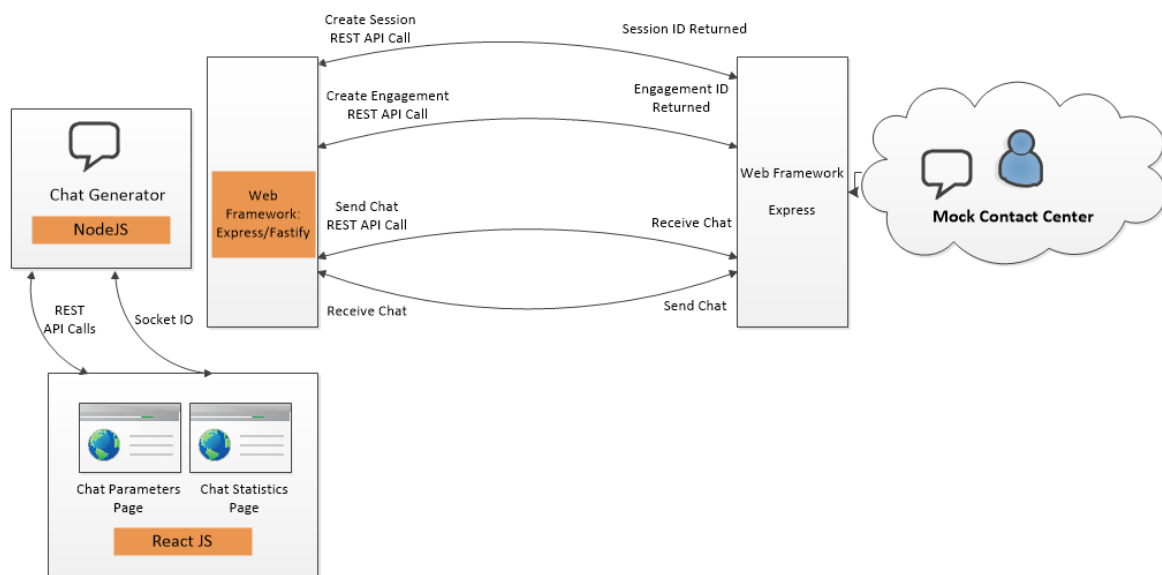 Create Session
REST API Call
Session ID Returned
Create Engagement
REST API Call
Engagement ID
Returned
Chat Generator
NodeJS
Web
Framework:
Express/Fastify
Send Chat
REST API Call
Receive Chat
Web Framework
Express
Mock Contact Center
REST
API Calls
Socket IO
Receive Chat
Send Chat
Chat Parameters
Page
Chat Statistics
Page
React JS